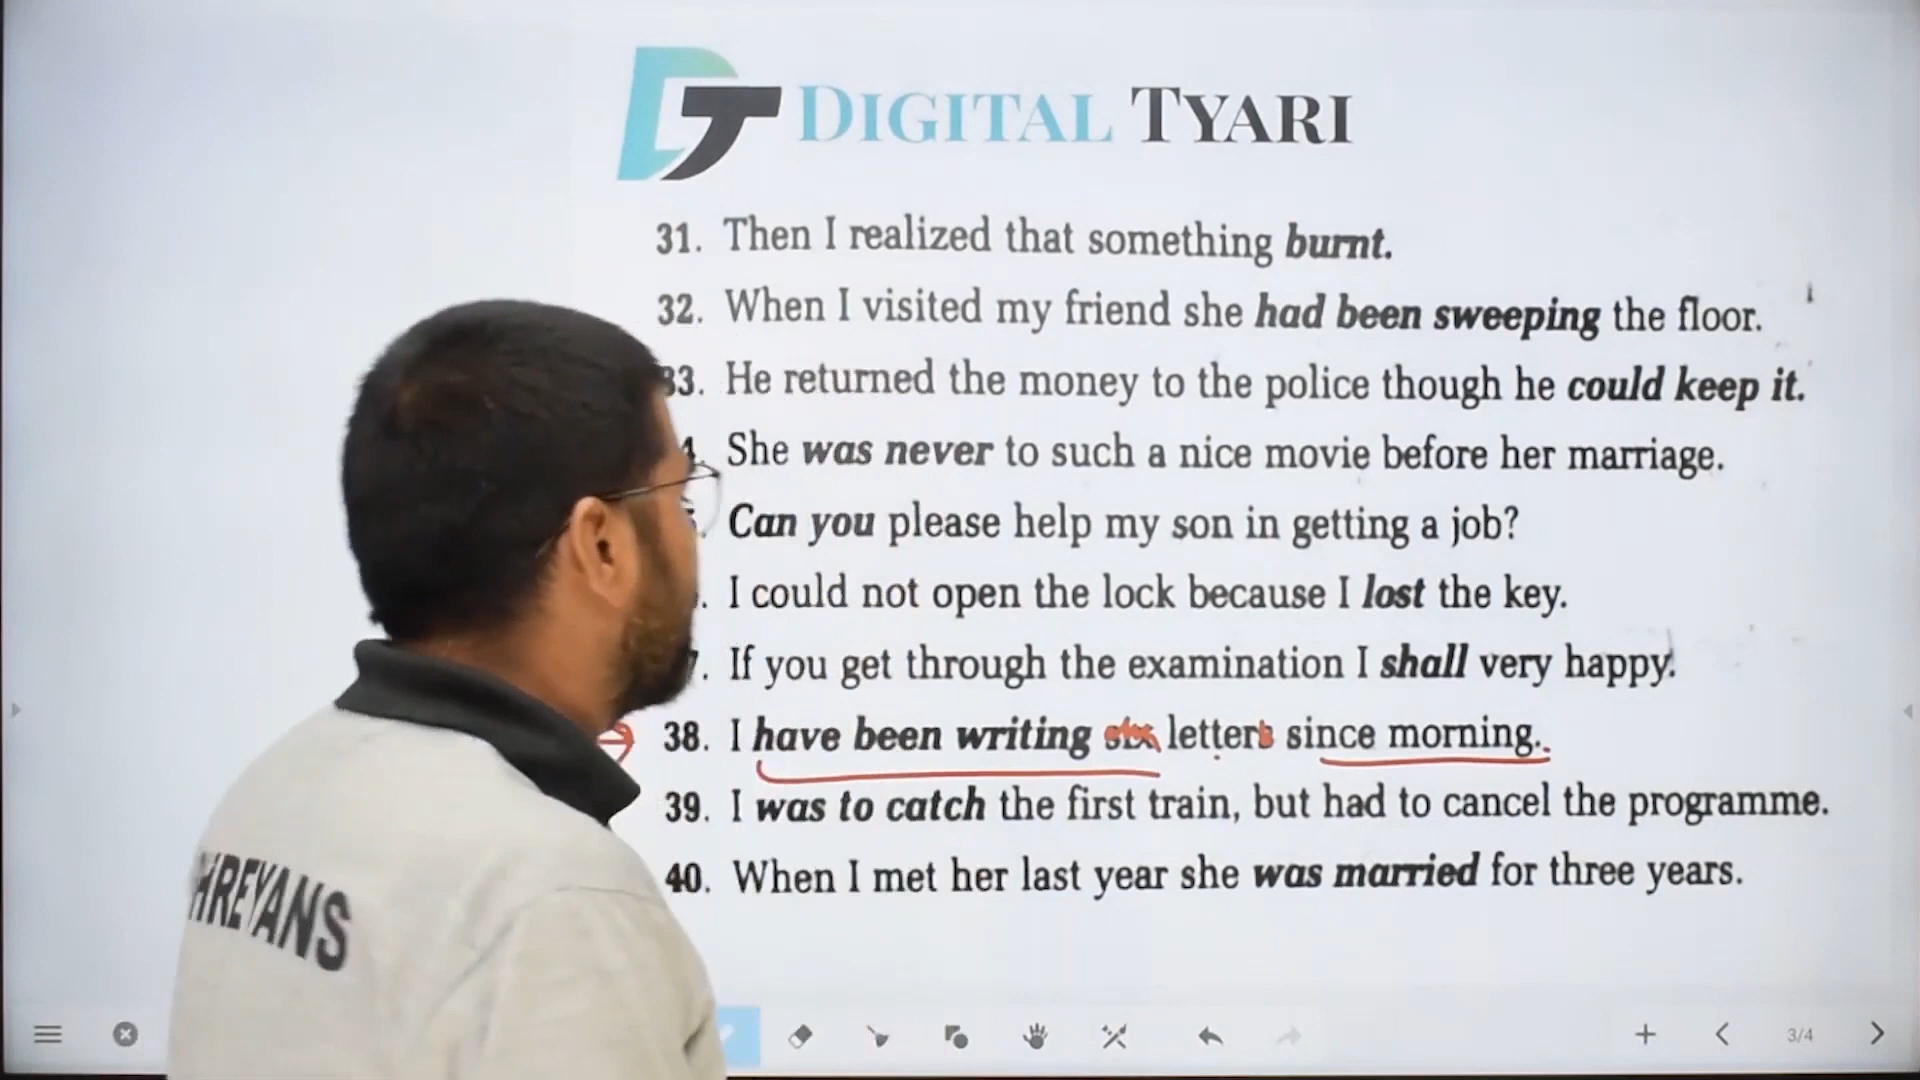 DT DIGITAL TYARI
31. Then I realized that something burnt.
32. When I visited my friend she had been sweeping the floor.
33. He returned the money to the police though he could keep it.
4. She was never to such a nice movie before her marriage.
. Can you please help my son in getting a job?
. I could not open the lock because I lost the key.
7. If you get through the examination I shall very happy.
38. I have been writing six letters since morning.
39. I was to catch the first train, but had to cancel the programme.
40. When I met her last year she was married for three years.
HREYANS
3/4